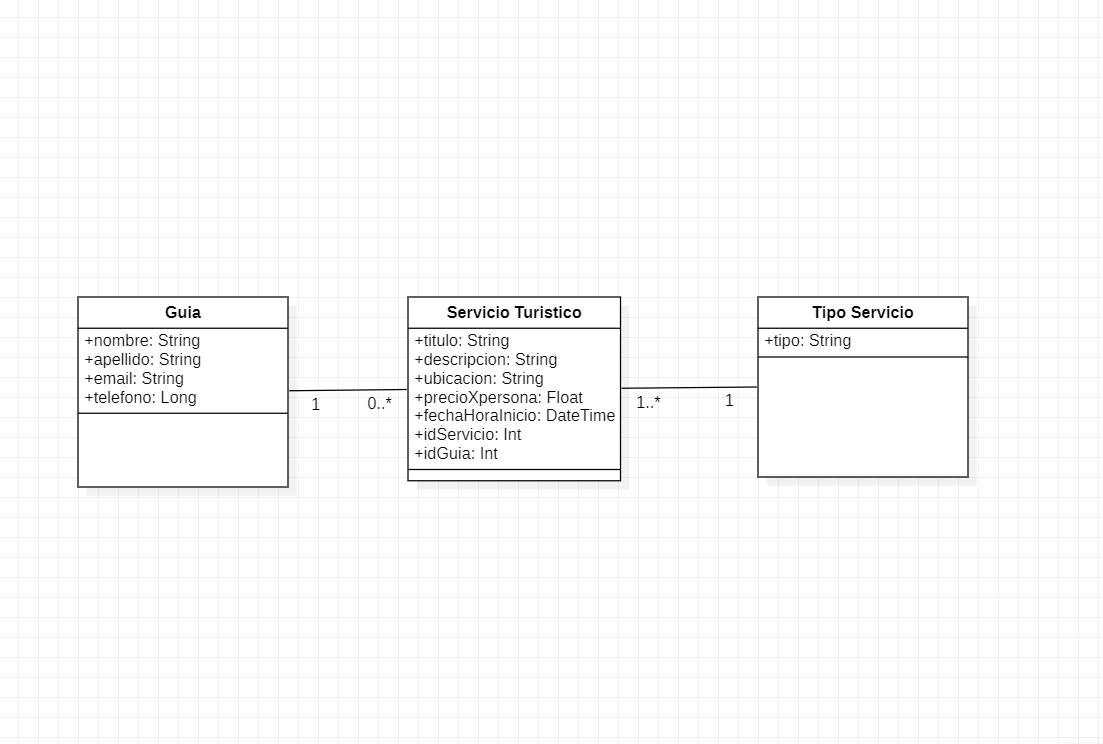 Guia
+nombre: String
+apellido: String
+email: String
+telefono: Long
1
0..*
Servicio Turistico
+titulo: String
+descripcion: String
+ubicacion: String
+precioXpersona: Float
+fechaHoraInicio: DateTime
+idServicio: Int
+idGuia: Int
1..*
1
Tipo Servicio
+tipo: String